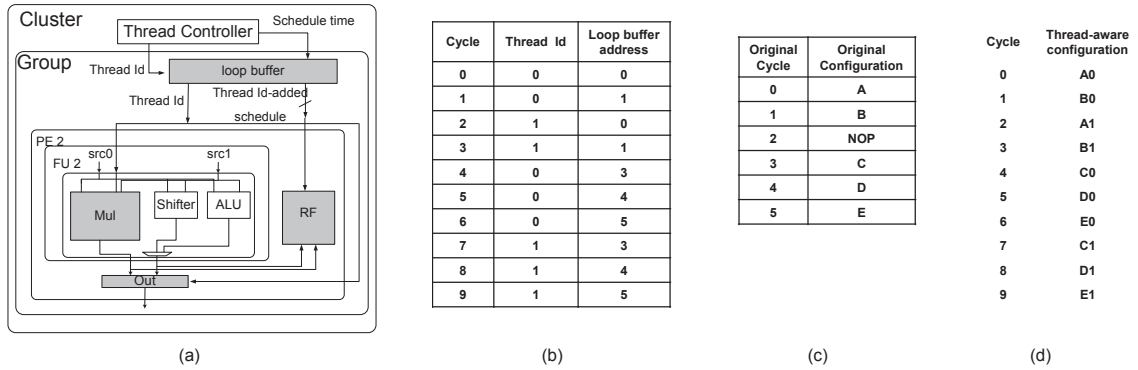 Cluster
Thread Controller
Schedule time
Group
Thread Id
loop buffer
Thread Id
Thread Id-added
schedule
PE 2
FU 2
src0
src1
Mul
Shifter
ALU
RF
Out
(a)
Cycle Thread Id Loop buffer
address
0 0 0
1 0 1
2 1 0
3 1 1
4 0 3
5 0 4
6 0 5
7 1 3
8 1 4
9 1 5
(b)
Original Original
Cycle Configuration
0 A
1 B
2 NOP
3 C
4 D
5 E
(c)
Cycle Thread-aware
configuration
0 A0
1 B0
2 A1
3 B1
4 C0
5 D0
6 E0
7 C1
8 D1
9 E1
(d)